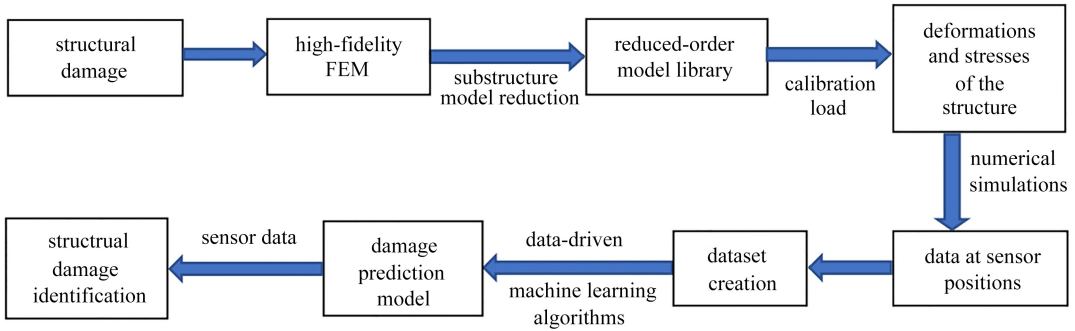 structural
damage
high-fidelity
FEM
substructure
model reduction
reduced-order
model library
calibration
load
deformations
and stresses
of the
structure
numerical
simulations
data at sensor
positions
dataset
creation
data-driven
machine learning
algorithms
damage
prediction
model
sensor data
structrual
damage
identification